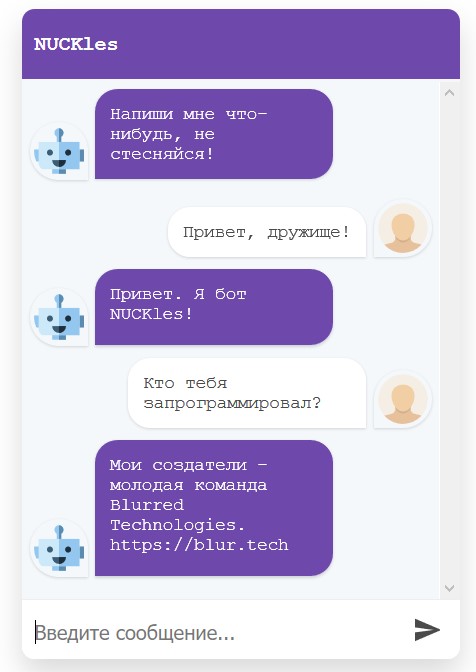 NUCKles
Напиши мне что-
нибудь, не
стесняйся!
Привет, дружище!
Привет. Я бот
NUCKles!
Кто тебя
запрограммировал?
Мои создатели -
молодая команда
Blurred
Technologies.
https://blur.tech
Введите сообщение...